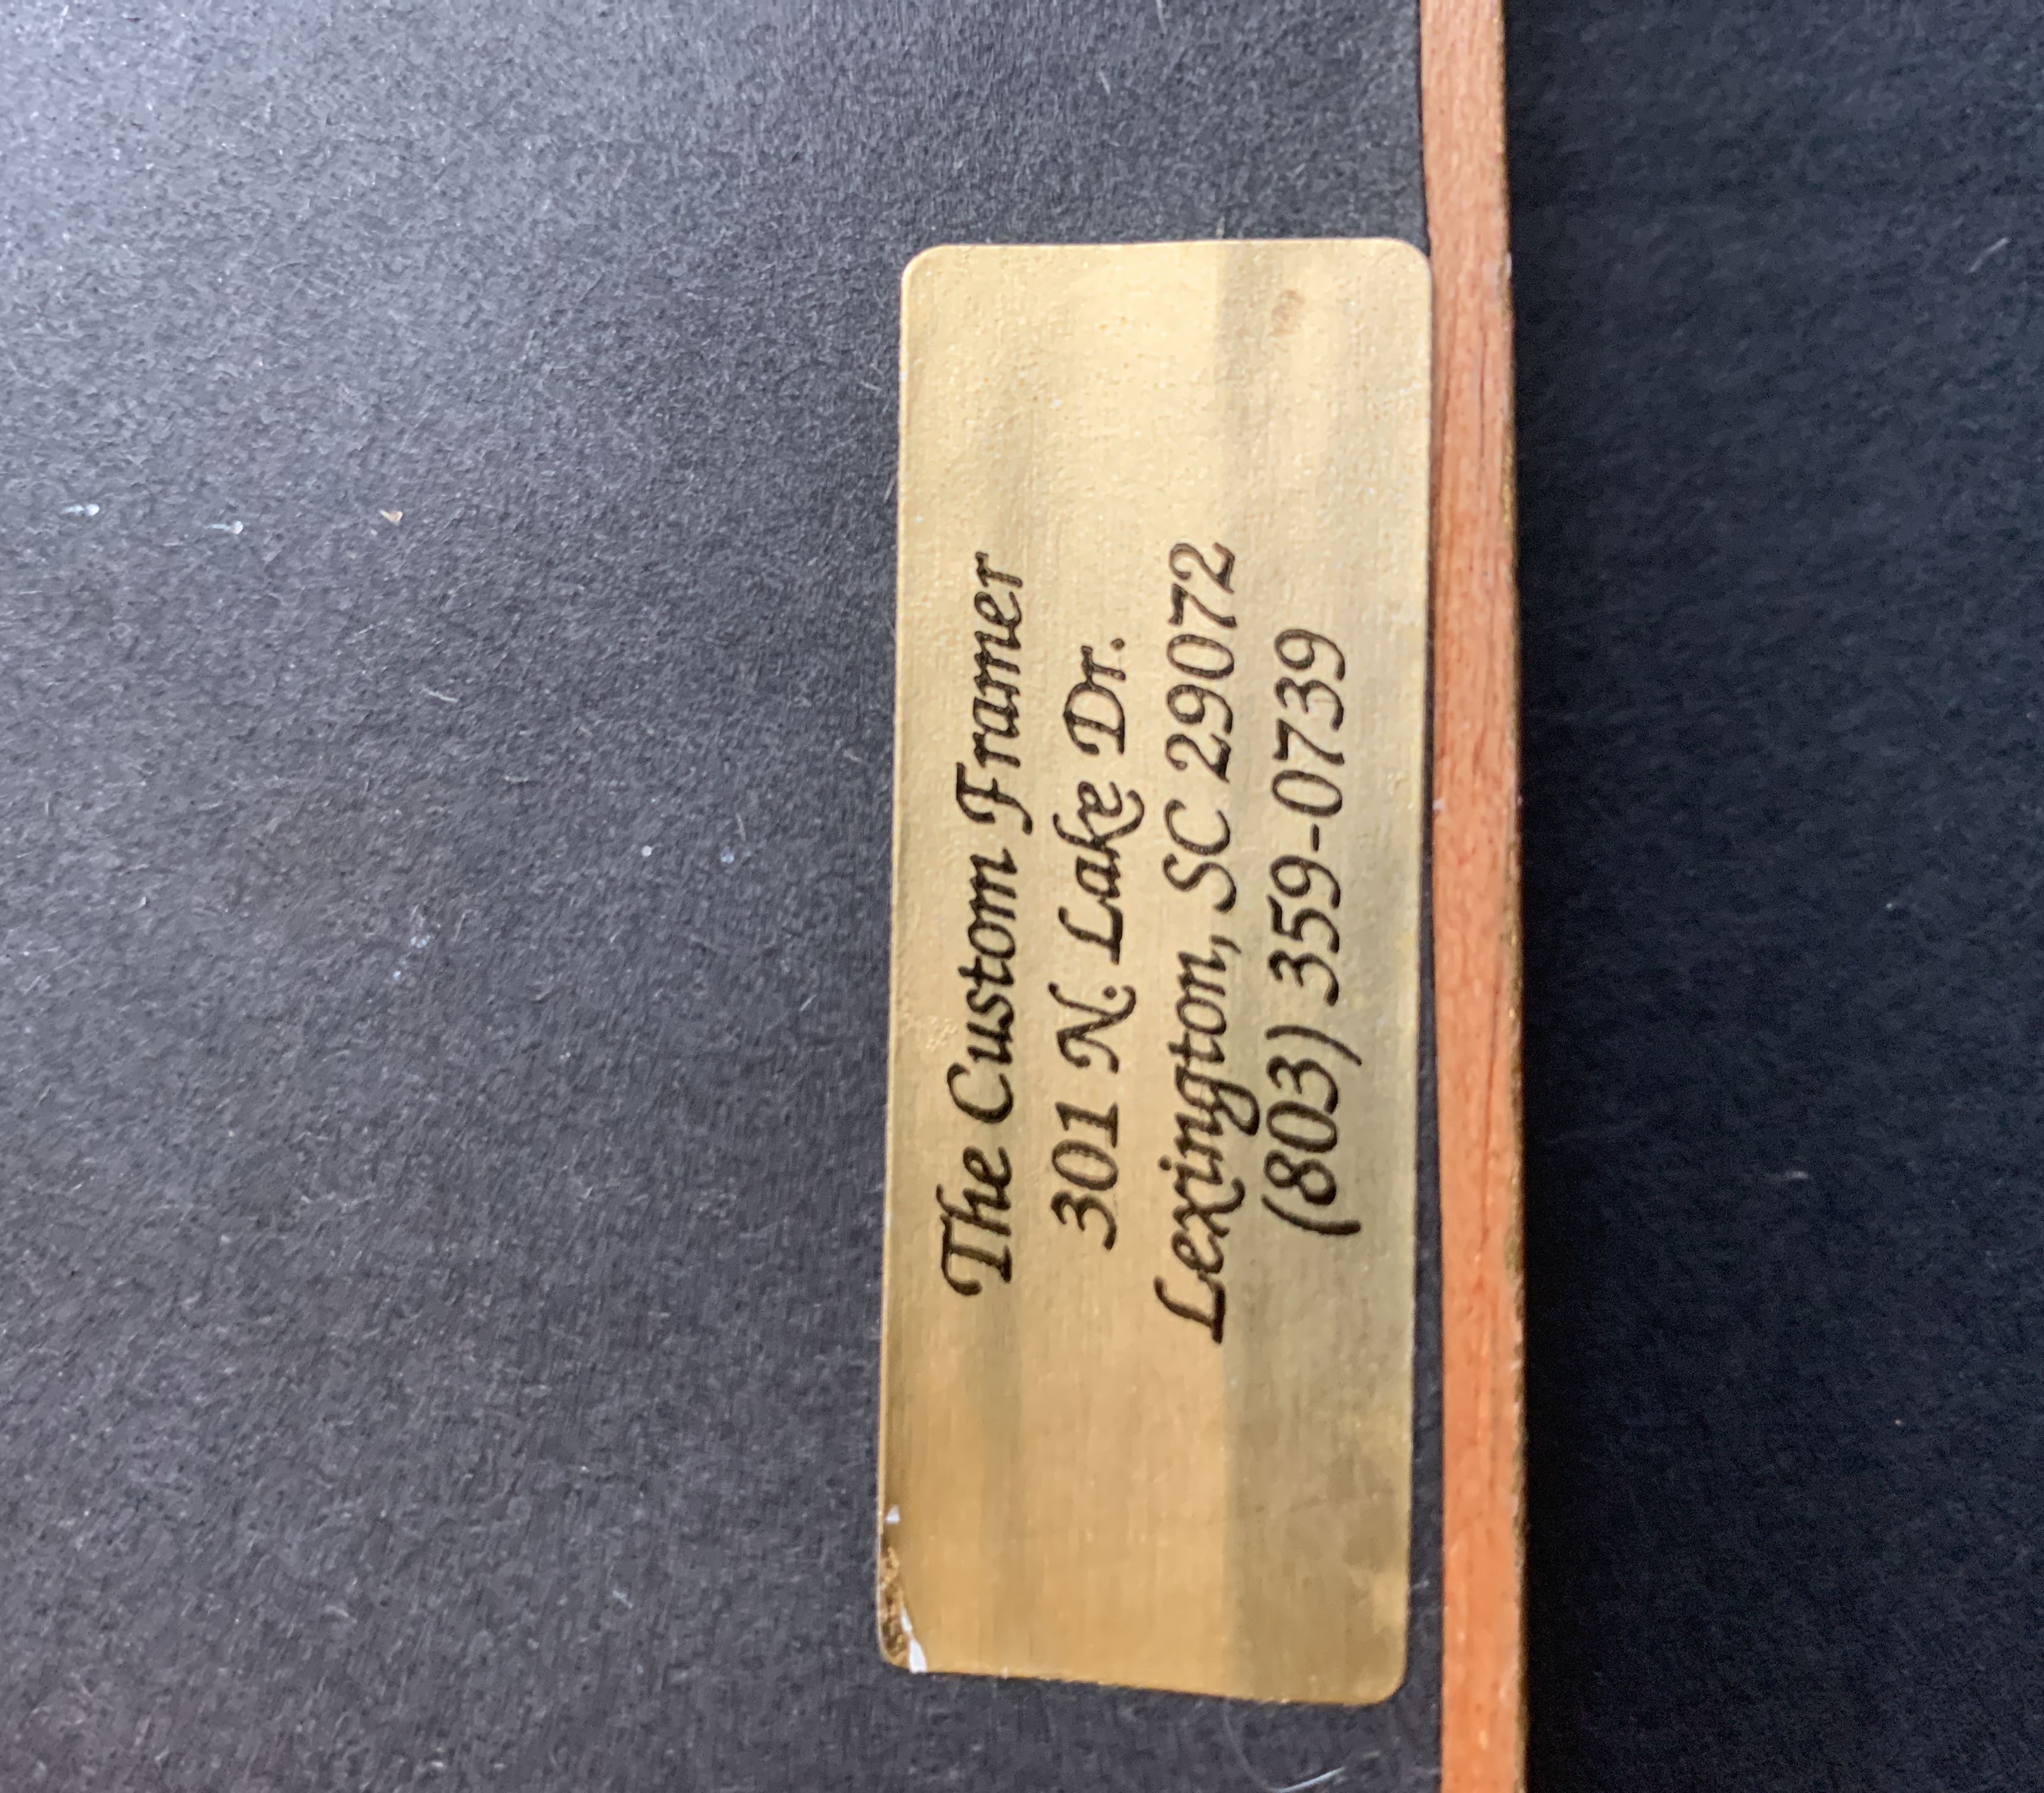 The Custom Framer
301 N. Lake Dr.
Lexington, SC 29072
(803) 359-0739